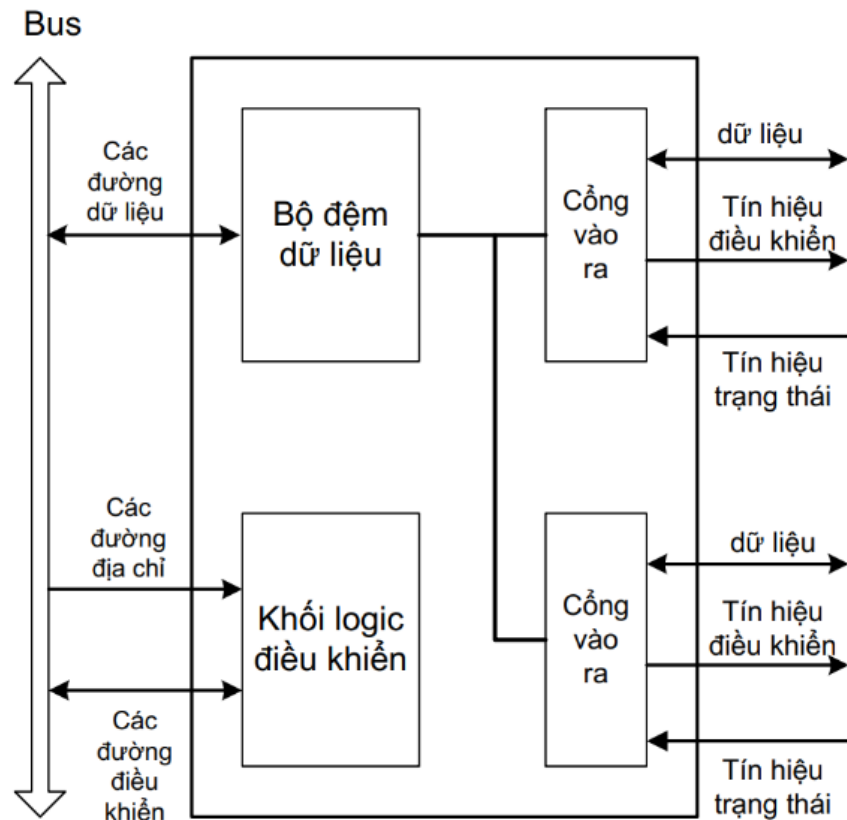 Bus
Các
đường
dữ liệu
Bộ đệm
dữ liệu
Cổng
vào
ra
dữ liệu
Tín hiệu
điều khiển
Tín hiệu
trạng thái
Các
đường
địa chỉ
Khối logic
điều khiển
Các
đường
điều
khiển
Cổng
vào
ra
dữ liệu
Tín hiệu
điều khiển
Tín hiệu
trạng thái